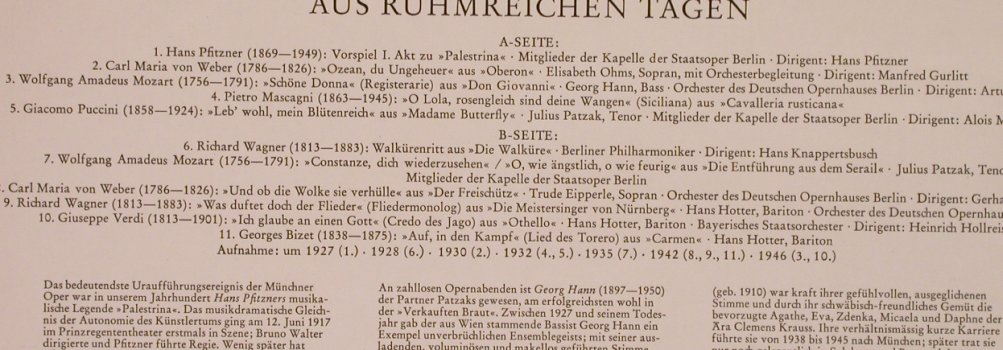 AUS RUHMREICHEN TAGEN
A-SEITE:
1. Hans Pfitzner (1869—1949): Vorspiel I. Akt zu »Palestrina« · Mitglieder der Kapelle der Staatsoper Berlin · Dirigent: Hans Pfitzner
2. Carl Maria von Weber (1786—1826): »Ozean, du Ungeheuer« aus »Oberon« · Elisabeth Ohms, Sopran, mit Orchesterbegleitung · Dirigent: Manfred Gurlitt
3. Wolfgang Amadeus Mozart (1756—1791): »Schöne Donna« (Registerarie) aus »Don Giovanni« · Georg Hann, Bass · Orchester des Deutschen Opernhauses Berlin · Dirigent: Artu
4. Pietro Mascagni (1863—1945): »O Lola, rosengleich sind deine Wangen« (Siciliana) aus »Cavalleria rusticana«
5. Giacomo Puccini (1858—1924): »Leb' wohl, mein Blütenreich« aus »Madame Butterfly« · Julius Patzak, Tenor · Mitglieder der Kapelle der Staatsoper Berlin · Dirigent: Alois M
B-SEITE:
6. Richard Wagner (1813—1883): Walkürenritt aus »Die Walküre« · Berliner Philharmoniker · Dirigent: Hans Knappertsbusch
7. Wolfgang Amadeus Mozart (1756—1791): »Constanze, dich wiederzusehen« / »O, wie ängstlich, o wie feurig« aus »Die Entführung aus dem Serail« · Julius Patzak, Teno
Mitglieder der Kapelle der Staatsoper Berlin
. Carl Maria von Weber (1786—1826): »Und ob die Wolke sie verhülle« aus »Der Freischütz« · Trude Eipperle, Sopran · Orchester des Deutschen Opernhauses Berlin · Dirigent: Gerha
9. Richard Wagner (1813—1883): »Was duftet doch der Flieder« (Fliedermonolog) aus »Die Meistersinger von Nürnberg« · Hans Hotter, Bariton · Orchester des Deutschen Opernhau
10. Giuseppe Verdi (1813—1901): »Ich glaube an einen Gott« (Credo des Jago) aus »Othello« · Hans Hotter, Bariton · Bayerisches Staatsorchester · Dirigent: Heinrich Hollreis
11. Georges Bizet (1838—1875): »Auf, in den Kampf« (Lied des Torero) aus »Carmen« · Hans Hotter, Bariton
Aufnahme: um 1927 (1.) · 1928 (6.) · 1930 (2.) · 1932 (4., 5.) · 1935 (7.) · 1942 (8., 9., 11.) · 1946 (3., 10.)
Das bedeutendste Uraufführungsereignis der Münchner
Oper war in unserem Jahrhundert Hans Pfitzners musika-
lische Legende »Palestrina«. Das musikdramatische Gleich-
nis der Autonomie des Künstlertums ging am 12. Juni 1917
im Prinzregententheater erstmals in Szene; Bruno Walter
dirigierte und Pfitzner führte Regie. Wenig später hat
An zahllosen Opernabenden ist Georg Hann (1897—1950)
der Partner Patzaks gewesen, am erfolgreichsten wohl in
der »Verkauften Braut«. Zwischen 1927 und seinem Todes-
jahr gab der aus Wien stammende Bassist Georg Hann ein
Exempel unverbrüchlichen Ensemblegeists; mit seiner aus-
ladenden, voluminösen und makellos geführten Stimme
(geb. 1910) war kraft ihrer gefühlvollen, ausgeglichenen
Stimme und durch ihr schwäbisch-freundliches Gemüt die
bevorzugte Agathe, Eva, Zdenka, Micaela und Daphne der
Ära Clemens Krauss. Ihre verhältnismässig kurze Karriere
führte sie von 1938 bis 1945 nach München; später trat sie